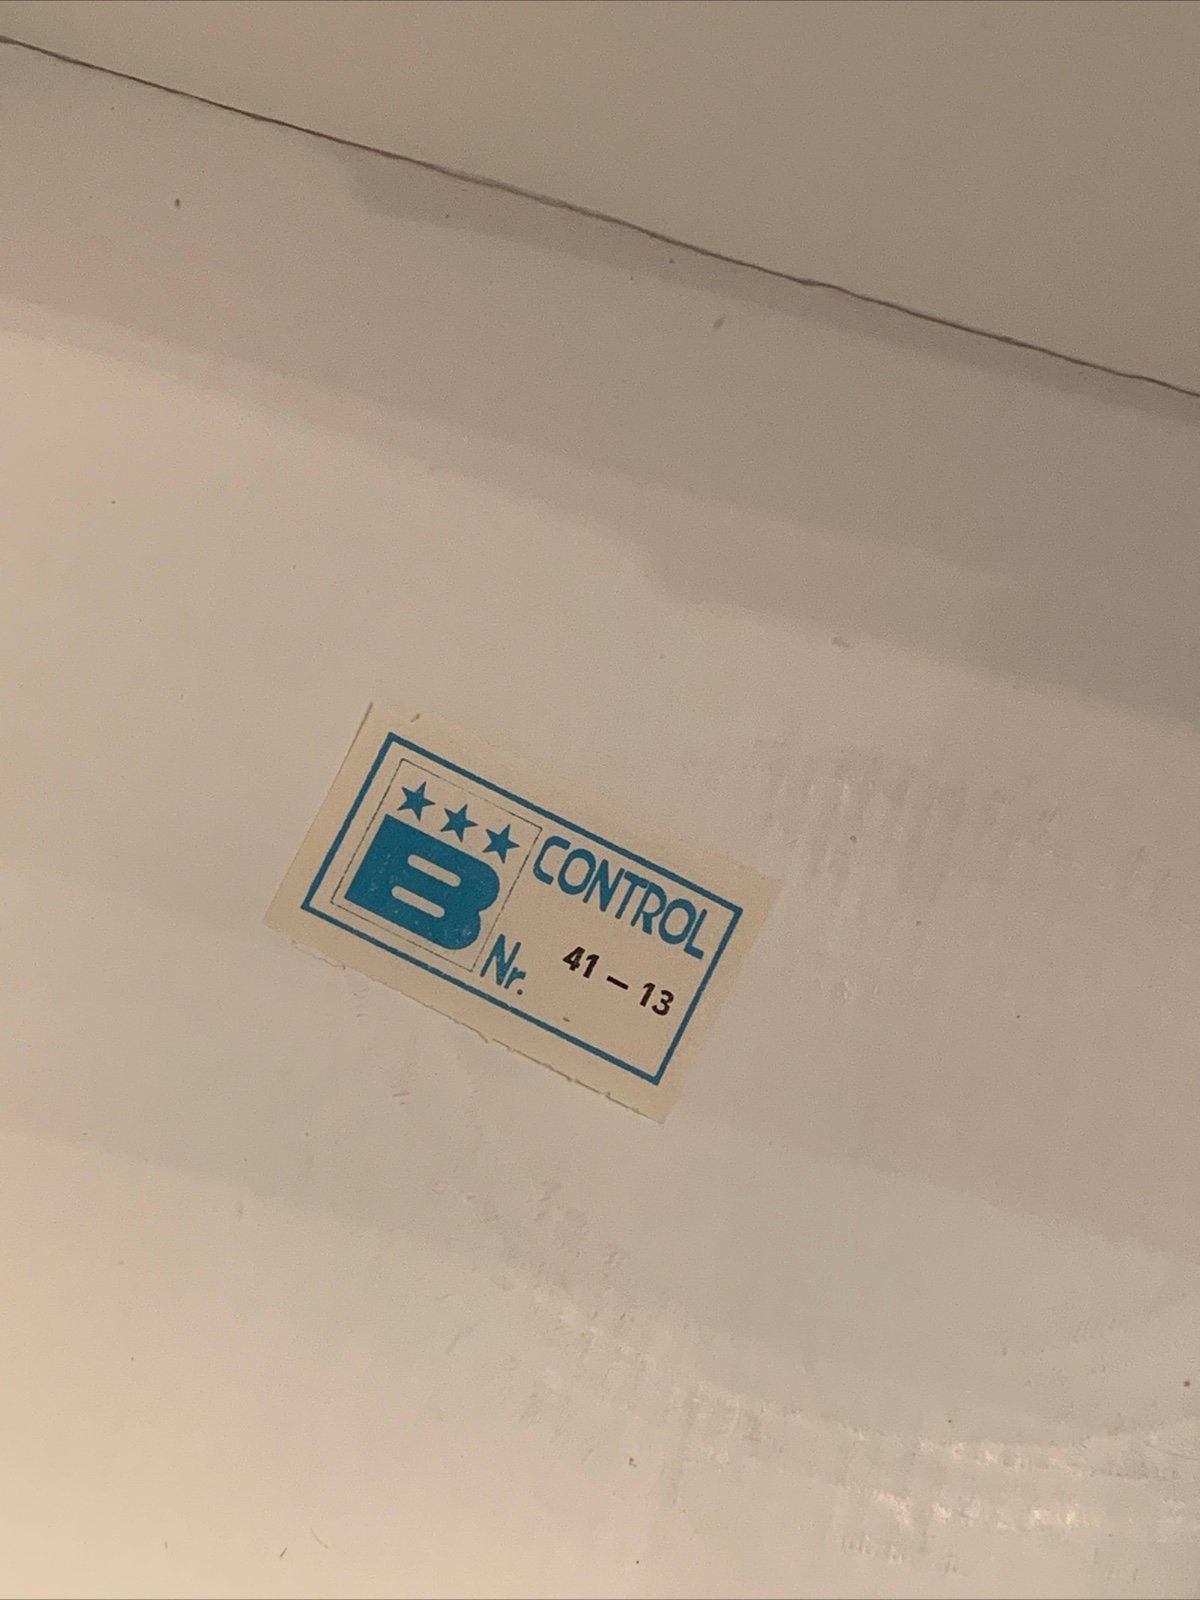 B CONTROL
Nr. 41 – 13